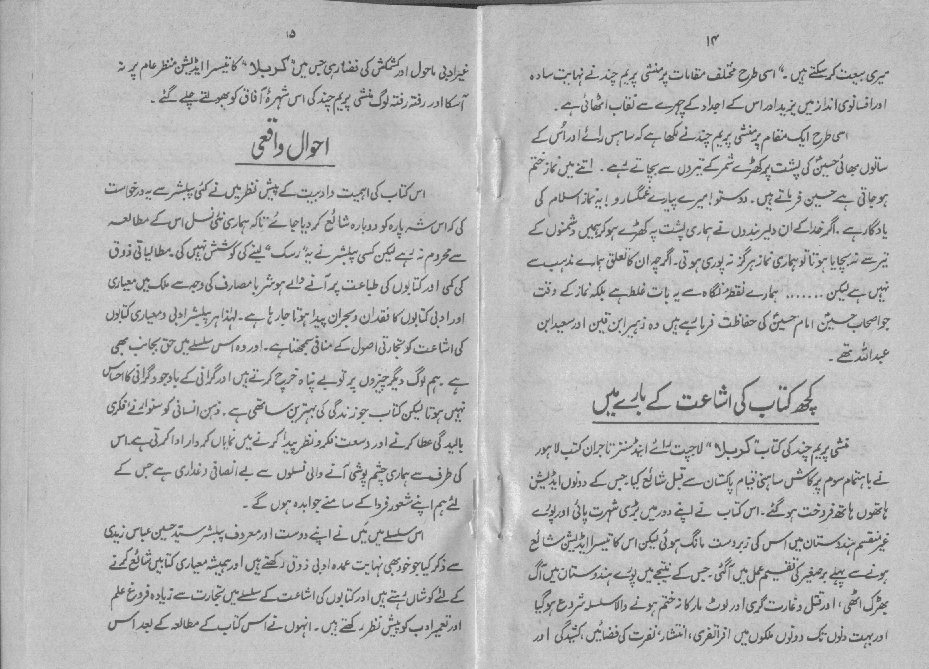 ۱۴
میری بیعت کر سکتے ہیں۔" اسی طرح مختلف مقامات پر منشی پریم چند نے نہایت سادہ
اور افسانوی انداز میں یزید اور اس کے اجداد کے چہرے سے نقاب اٹھائی ہے۔
اسی طرح ایک مقام پر منشی پریم چند نے لکھا ہے کہ ساہس رائے اور اُس کے
ساتوں بھائی حسینؑ کی پشت پر کھڑے شمر کے تیروں سے بچاتے رہے۔ اتنے میں نماز ختم
ہو جاتی ہے حسین فرماتے ہیں۔ دوستو! میرے پیارے غمگسارو! یہ نماز اسلام کی
یادگار ہے۔ اگر خدا کے ان دلیر بندوں نے ہماری پشت پہ کھڑے ہو کر ہمیں دشمنوں کے
تیر سے نہ بچایا ہوتا تو ہماری نماز ہرگز نہ پوری ہوتی۔ اگرچہ ان کا تعلق ہمارے مذہب سے
نہیں ہے لیکن ....... ہمارے نقطۂ نگاہ سے یہ بات غلط ہے بلکہ نماز کے وقت
جو اصحاب حسینؑ امام حسینؑ کی حفاظت فرما رہے ہیں وہ زہیر ابن قین اور سعید ابن
عبداللہ تھے۔
کچھ کتاب کی اشاعت کے بارے میں
منشی پریم چند کی کتاب "کربلا" لاجپت رائے اینڈ سنز تاجران کتب لاہور
نے باہتمام سوم پرکاش ساہنی قیام پاکستان سے قبل شائع کیا، جس کے دونوں ایڈیشن
ہاتھوں ہاتھ فروخت ہو گئے۔ اس کتاب نے اپنے دور میں بڑی شہرت پائی اور پورے
غیر منقسم ہندوستان میں اس کی زبردست مانگ ہوئی لیکن اس کا تیسرا ایڈیشن شائع
ہونے سے پہلے برصغیر کی تقسیم عمل میں آگئی۔ جس کے نتیجے میں پورے ہندوستان میں آگ
بھڑک اٹھی، اور قتل و غارت گری اور لوٹ مار کا نہ ختم ہونے والا سلسلہ شروع ہو گیا
اور بہت دنوں تک دونوں ملکوں میں افراتفری، انتشار، نفرت کی فضائیں، کشیدگی اور
۱۵
غیر ادبی ماحول اور کشمکش کی فضا رہی جس میں "کربلا" کا تیسرا ایڈیشن منظر عام پر نہ
آسکا اور رفتہ رفتہ لوگ منشی پریم چند کی اس شہرۂ آفاق کو بھولتے چلے گئے۔
احوال واقعی
اس کتاب کی اہمیت و ادبیت کے پیش نظر میں نے کئی پبلشر سے یہ درخواست
کی کہ اس شہ پارہ کو دوبارہ شائع کر دیا جائے تاکہ ہماری نئی نسل اس کے مطالعہ
سے محروم نہ رہے لیکن کسی پبلشر نے یہ "رسک" لینے کی کوشش نہیں کی۔ مطالیاتی ذوق
کی کمی اور کتابوں کی طباعت پر آنے والے ہوشربا مصارف کی وجہ سے ملک میں معیاری
اور ادبی کتابوں کا فقدان و بحران پیدا ہوتا جا رہا ہے۔ لہٰذا ہر پبلشر ادبی و معیاری کتابوں
کی اشاعت کو تجارتی اصول کے منافی سمجھتا ہے۔ اور وہ اس سلسلے میں حق بجانب بھی
ہے۔ ہم لوگ دیگر چیزوں پر تو بے پناہ خرچ کرتے ہیں اور گرانی کے باوجود گرانی کا احساس
نہیں ہوتا لیکن کتاب جو زندگی کی بہترین ساتھی ہے۔ ذہن انسانی کو سنوارنے فکری
بالیدگی عطا کرنے اور وسعت فکر و نظر پیدا کرنے میں نمایاں کردار ادا کرتی ہے۔ اس
کی طرف سے ہماری چشم پوشی آنے والی نسلوں سے بے انصافی و غداری ہے جس کے
لئے ہم اپنے شعور فردا کے سامنے جوابدہ ہوں گے۔
اس سلسلے میں میں نے اپنے دوست اور معروف پبلشر سید حسین عباس زیدی
سے ذکر کیا جو خود بھی نہایت عمدہ ادبی ذوق رکھتے ہیں اور ہمیشہ معیاری کتابیں شائع کرنے
کے لئے کوشاں رہتے ہیں اور کتابوں کی اشاعت کے سلسلے میں تجارت سے زیادہ فروغ علم
اور تعمیر ادب کو پیش نظر رکھتے ہیں۔ انہوں نے اس کتاب کے مطالعہ کے بعد اس